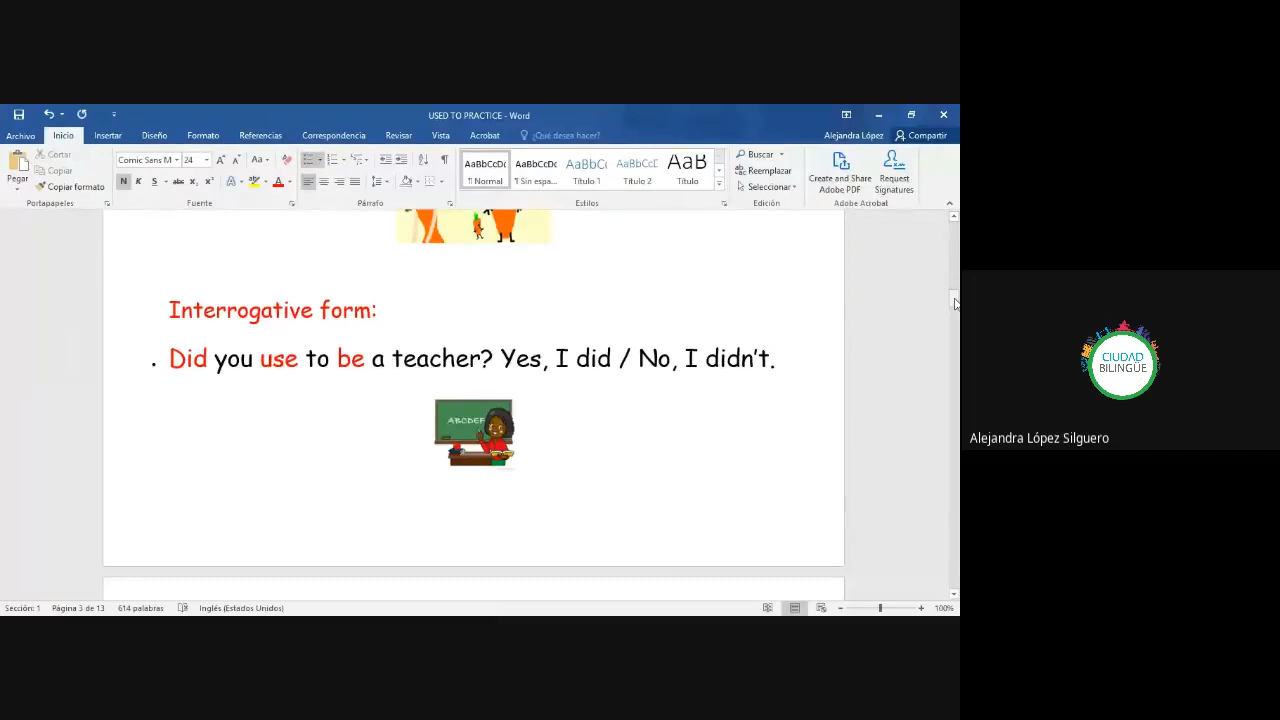 USED TO PRACTICE - Word
Archivo Inicio Insertar Diseño Formato Referencias Correspondencia Revisar Vista Acrobat ¿Qué desea hacer? Alejandra López Compartir
Pegar
Cortar
Copiar
Copiar formato
Portapapeles
Comic Sans M 24
N K S abc x₂ x²
Fuente
Párrafo
AaBbCcDc AaBbCcDc AaBbCc AaBbCcD AaB
¶ Normal ¶ Sin espa... Título 1 Título 2 Título
Estilos
Buscar
Reemplazar
Seleccionar
Edición
Create and Share
Adobe PDF
Request
Signatures
Adobe Acrobat
Interrogative form:
. Did you use to be a teacher? Yes, I did / No, I didn't.
ABCDEF
Sección: 1 Página 3 de 13 614 palabras Inglés (Estados Unidos) 100%
CIUDAD
BILINGÜE
Alejandra López Silguero